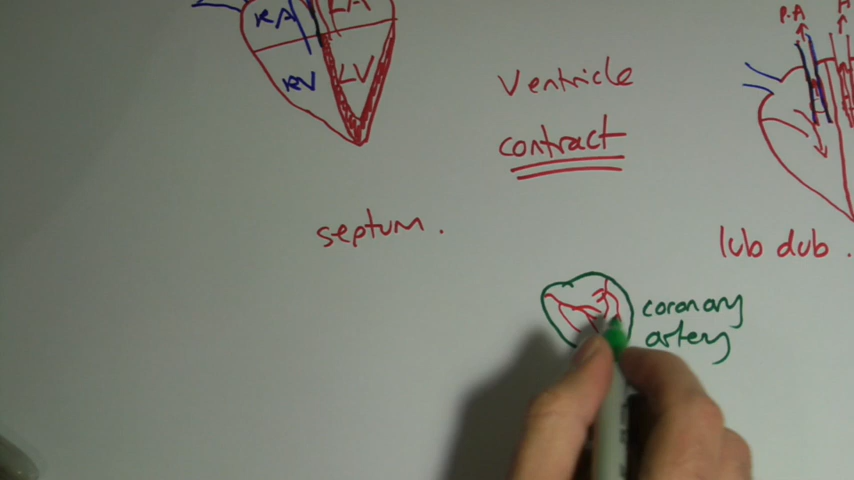 RA LA
RV LV
Ventricle
contract
septum.
P.A
lub dub.
coronary
artery